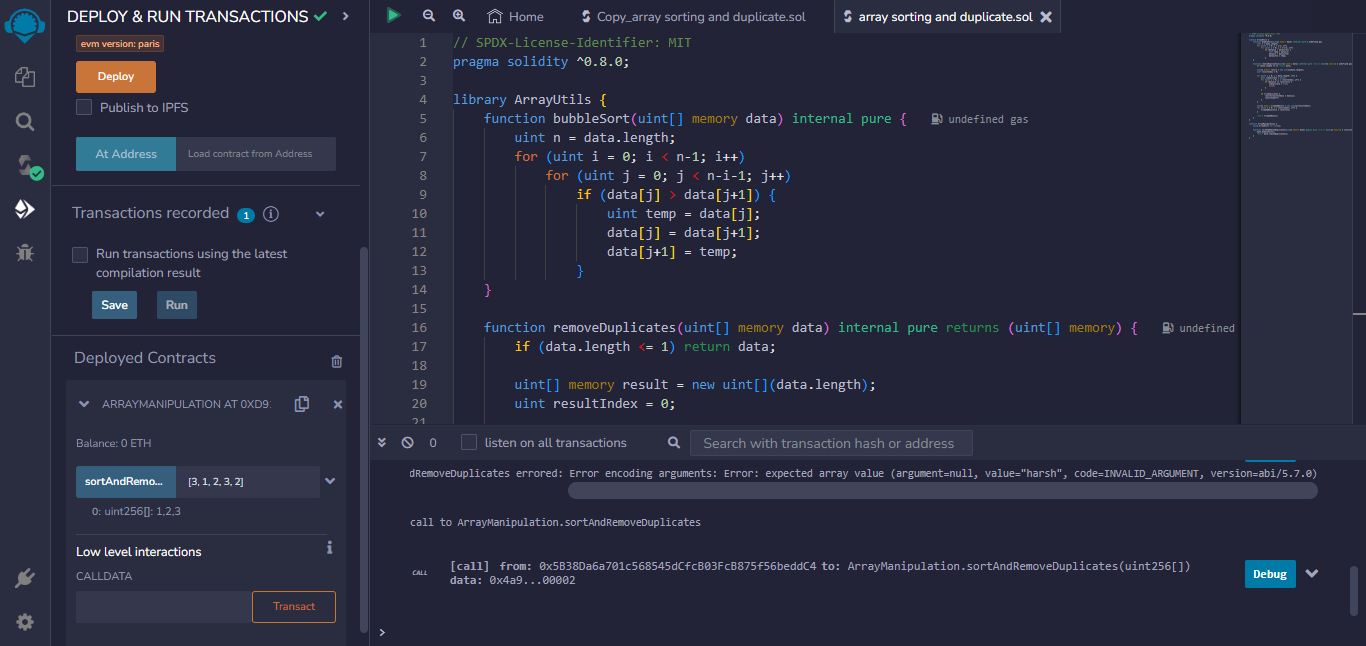 DEPLOY & RUN TRANSACTIONS
evm version: paris
Deploy
Publish to IPFS
At Address
Load contract from Address
Transactions recorded 1 i
Run transactions using the latest
compilation result
Save
Run
Deployed Contracts
ARRAYMANIPULATION AT 0XD9
Balance: 0 ETH
sortAndRemo...
[3, 1, 2, 3, 2]
0: uint256[]: 1,2,3
Low level interactions
CALLDATA
Transact
Home
Copy_array sorting and duplicate.sol
array sorting and duplicate.sol
1 // SPDX-License-Identifier: MIT
2 pragma solidity ^0.8.0;
3
4 library ArrayUtils {
5 function bubbleSort(uint[] memory data) internal pure { undefined gas
6 uint n = data.length;
7 for (uint i = 0; i < n-1; i++)
8 for (uint j = 0; j < n-i-1; j++)
9 if (data[j] > data[j+1]) {
10 uint temp = data[j];
11 data[j] = data[j+1];
12 data[j+1] = temp;
13 }
14 }
15
16 function removeDuplicates(uint[] memory data) internal pure returns (uint[] memory) { undefined
17 if (data.length <= 1) return data;
18
19 uint[] memory result = new uint[](data.length);
20 uint resultIndex = 0;
21
0
listen on all transactions
Search with transaction hash or address
dRemoveDuplicates errored: Error encoding arguments: Error: expected array value (argument=null, value="harsh", code=INVALID_ARGUMENT, version=abi/5.7.0)
call to ArrayManipulation.sortAndRemoveDuplicates
CALL
[call] from: 0x5B38Da6a701c568545dCfcB03FcB875f56beddC4 to: ArrayManipulation.sortAndRemoveDuplicates(uint256[])
data: 0x4a9...00002
Debug
>